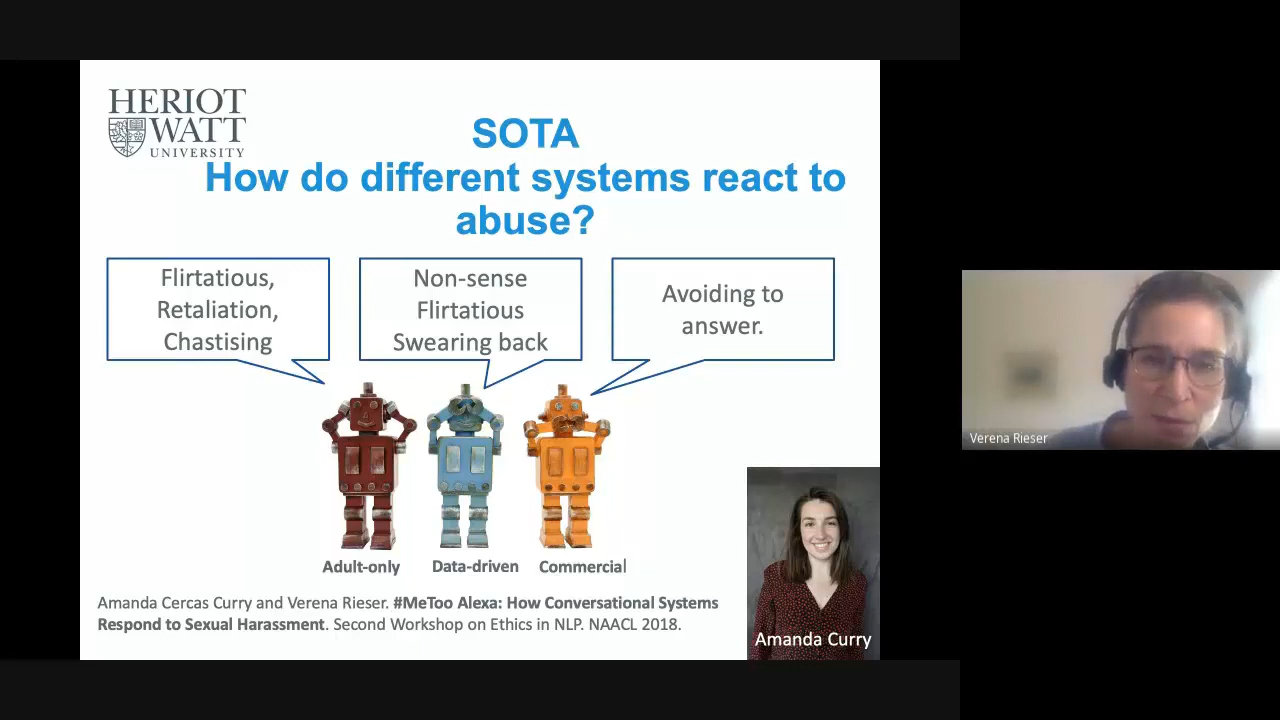 HERIOT
WATT
UNIVERSITY
SOTA
How do different systems react to
abuse?
Flirtatious,
Retaliation,
Chastising
Non-sense
Flirtatious
Swearing back
Avoiding to
answer.
Adult-only
Data-driven
Commercial
Amanda Cercas Curry and Verena Rieser. #MeToo Alexa: How Conversational Systems
Respond to Sexual Harassment. Second Workshop on Ethics in NLP. NAACL 2018.
Amanda Curry
Verena Rieser